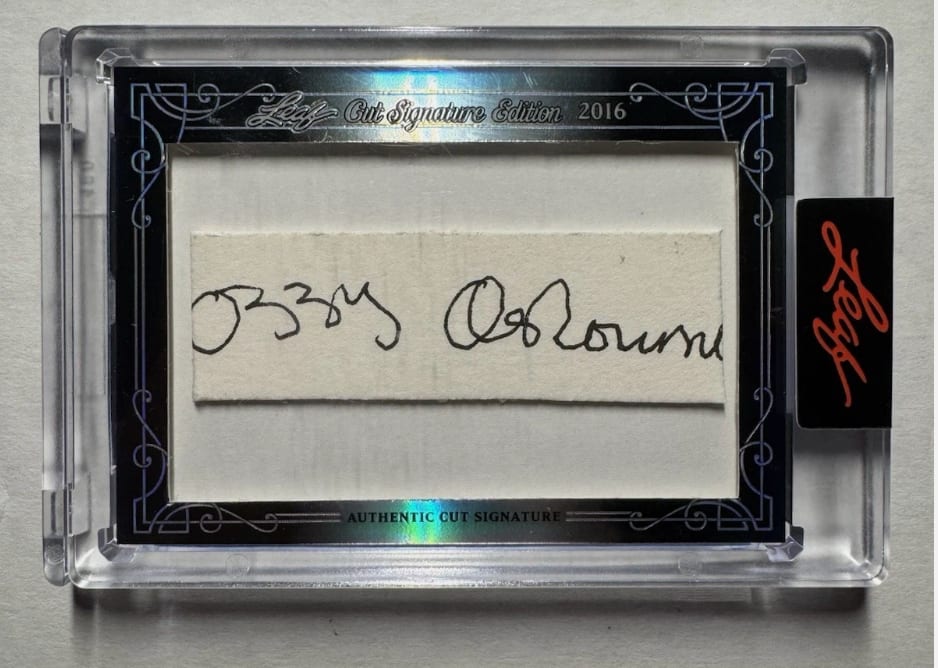 Leaf Cut Signature Edition 2016
Ozzy Osbourne
Leaf
AUTHENTIC CUT SIGNATURE